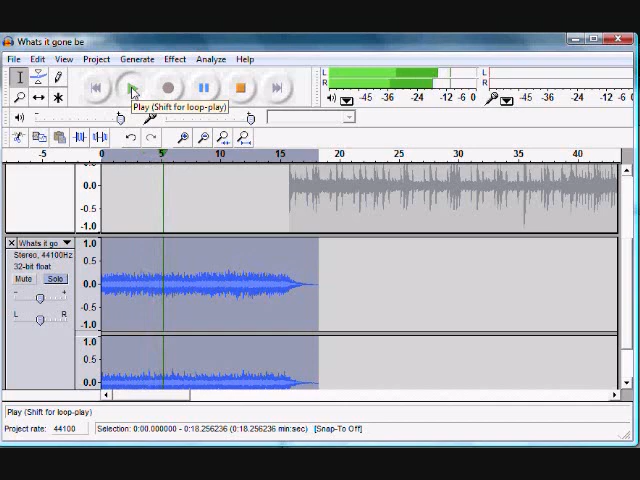 Whats it gone be
File Edit View Project Generate Effect Analyze Help
L
R
-45 -36 -24 -12 0
L
R
-45 -36 -24 -12 0
Play (Shift for loop-play)
-5 0 5 10 15 20 25 30 35 40
0.0
-0.5
-1.0
Whats it go
Stereo, 44100Hz
32-bit float
Mute Solo
- +
L R
1.0
0.5
0.0
-0.5
-1.0
1.0
0.5
0.0
Play (Shift for loop-play)
Project rate: 44100 Selection: 0:00.000000 - 0:18.256236 (0:18.256236 min:sec) [Snap-To Off]